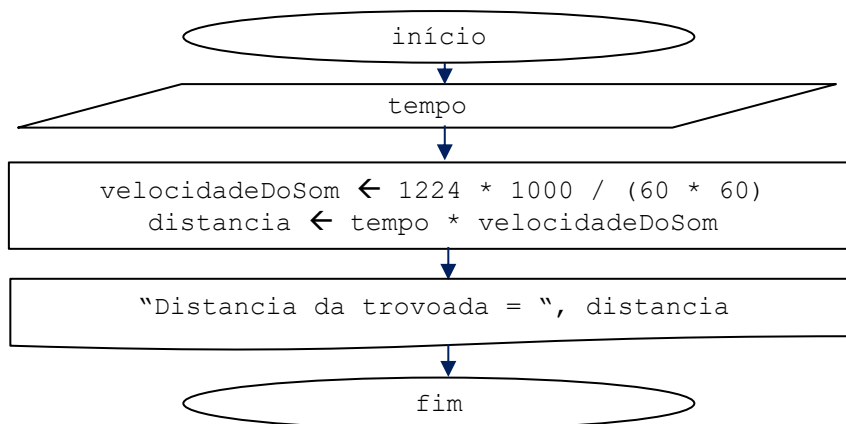 início
tempo
velocidadeDoSom ← 1224 * 1000 / (60 * 60)
distancia ← tempo * velocidadeDoSom
“Distancia da trovoada = “, distancia
fim